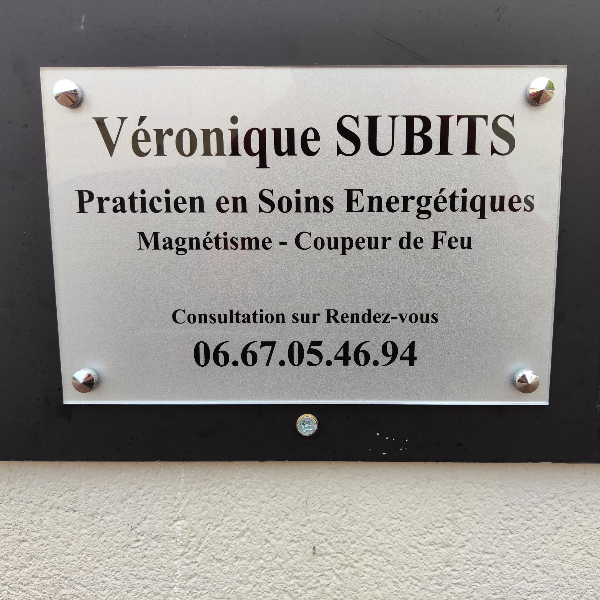 Véronique SUBITS
Praticien en Soins Energétiques
Magnétisme - Coupeur de Feu
Consultation sur Rendez-vous
06.67.05.46.94